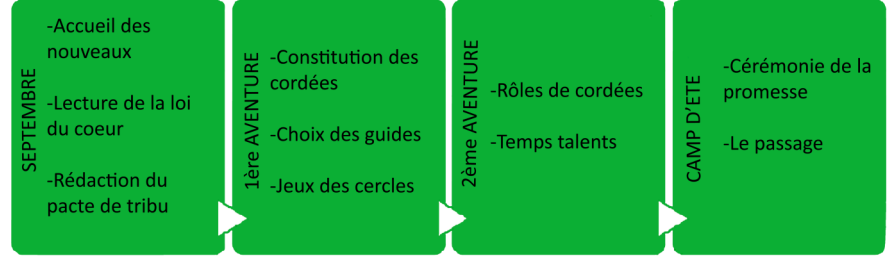 SEPTEMBRE
-Accueil des
nouveaux
-Lecture de la loi
du coeur
-Rédaction du
pacte de tribu
1ère AVENTURE
-Constitution des
cordées
-Choix des guides
-Jeux des cercles
2ème AVENTURE
-Rôles de cordées
-Temps talents
CAMP D'ETE
-Cérémonie de la
promesse
-Le passage